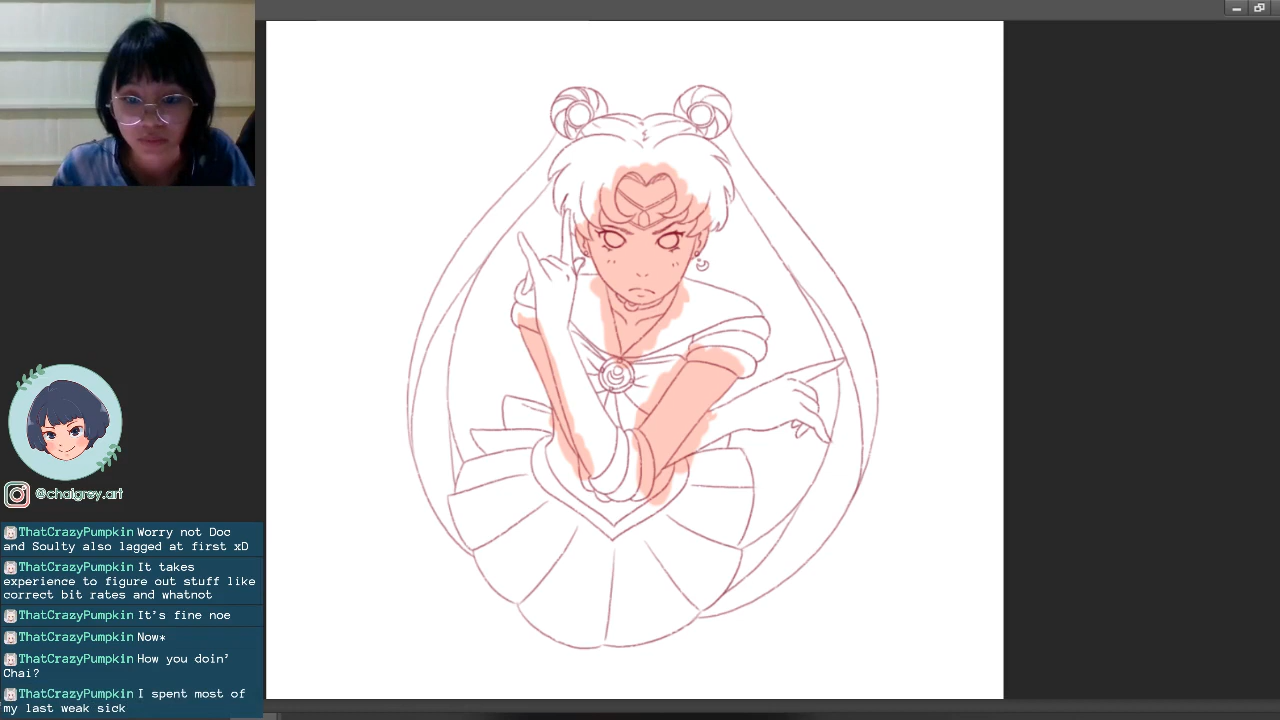 @chaigrey.art
ThatCrazyPumpkin Worry not Doc
and Soulty also lagged at first xD
ThatCrazyPumpkin It takes
experience to figure out stuff like
correct bit rates and whatnot
ThatCrazyPumpkin It's fine noe
ThatCrazyPumpkin Now*
ThatCrazyPumpkin How you doin'
Chai?
ThatCrazyPumpkin I spent most of
my last weak sick